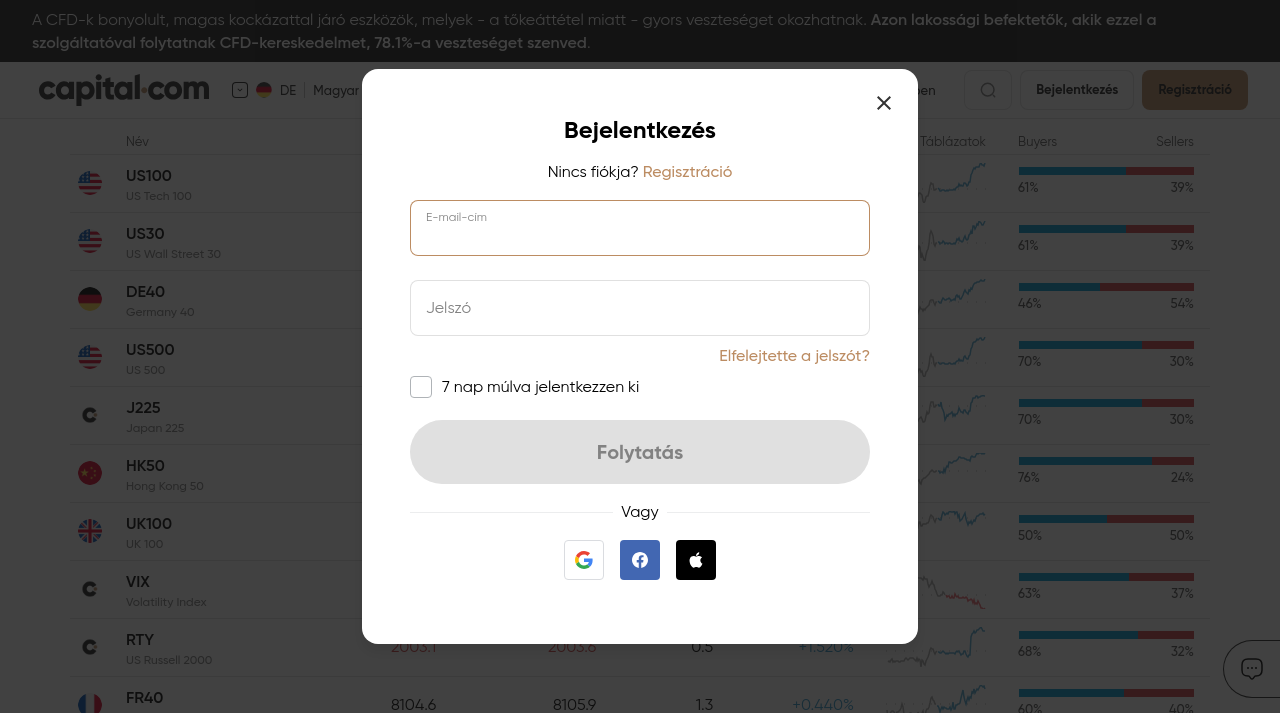 A CFD-k bonyolult, magas kockázattal járó eszközök, melyek - a tőkeáttétel miatt - gyors veszteséget okozhatnak. Azon lakossági befektetők, akik ezzel a
szolgáltatóval folytatnak CFD-kereskedelmet, 78.1%-a veszteséget szenved.
capital.com
DE
Magyar
Bejelentkezés
Regisztráció
Név
Táblázatok
Buyers
Sellers
US100
US Tech 100
61%
39%
US30
US Wall Street 30
61%
39%
DE40
Germany 40
46%
54%
US500
US 500
70%
30%
J225
Japan 225
70%
30%
HK50
Hong Kong 50
76%
24%
UK100
UK 100
50%
50%
VIX
Volatility Index
63%
37%
RTY
US Russell 2000
2003.1
2003.6
0.5
+1.520%
68%
32%
FR40
8104.6
8105.9
1.3
+0.440%
60%
40%
Bejelentkezés
Nincs fiókja? Regisztráció
E-mail-cím
Jelszó
Elfelejtette a jelszót?
7 nap múlva jelentkezzen ki
Folytatás
Vagy